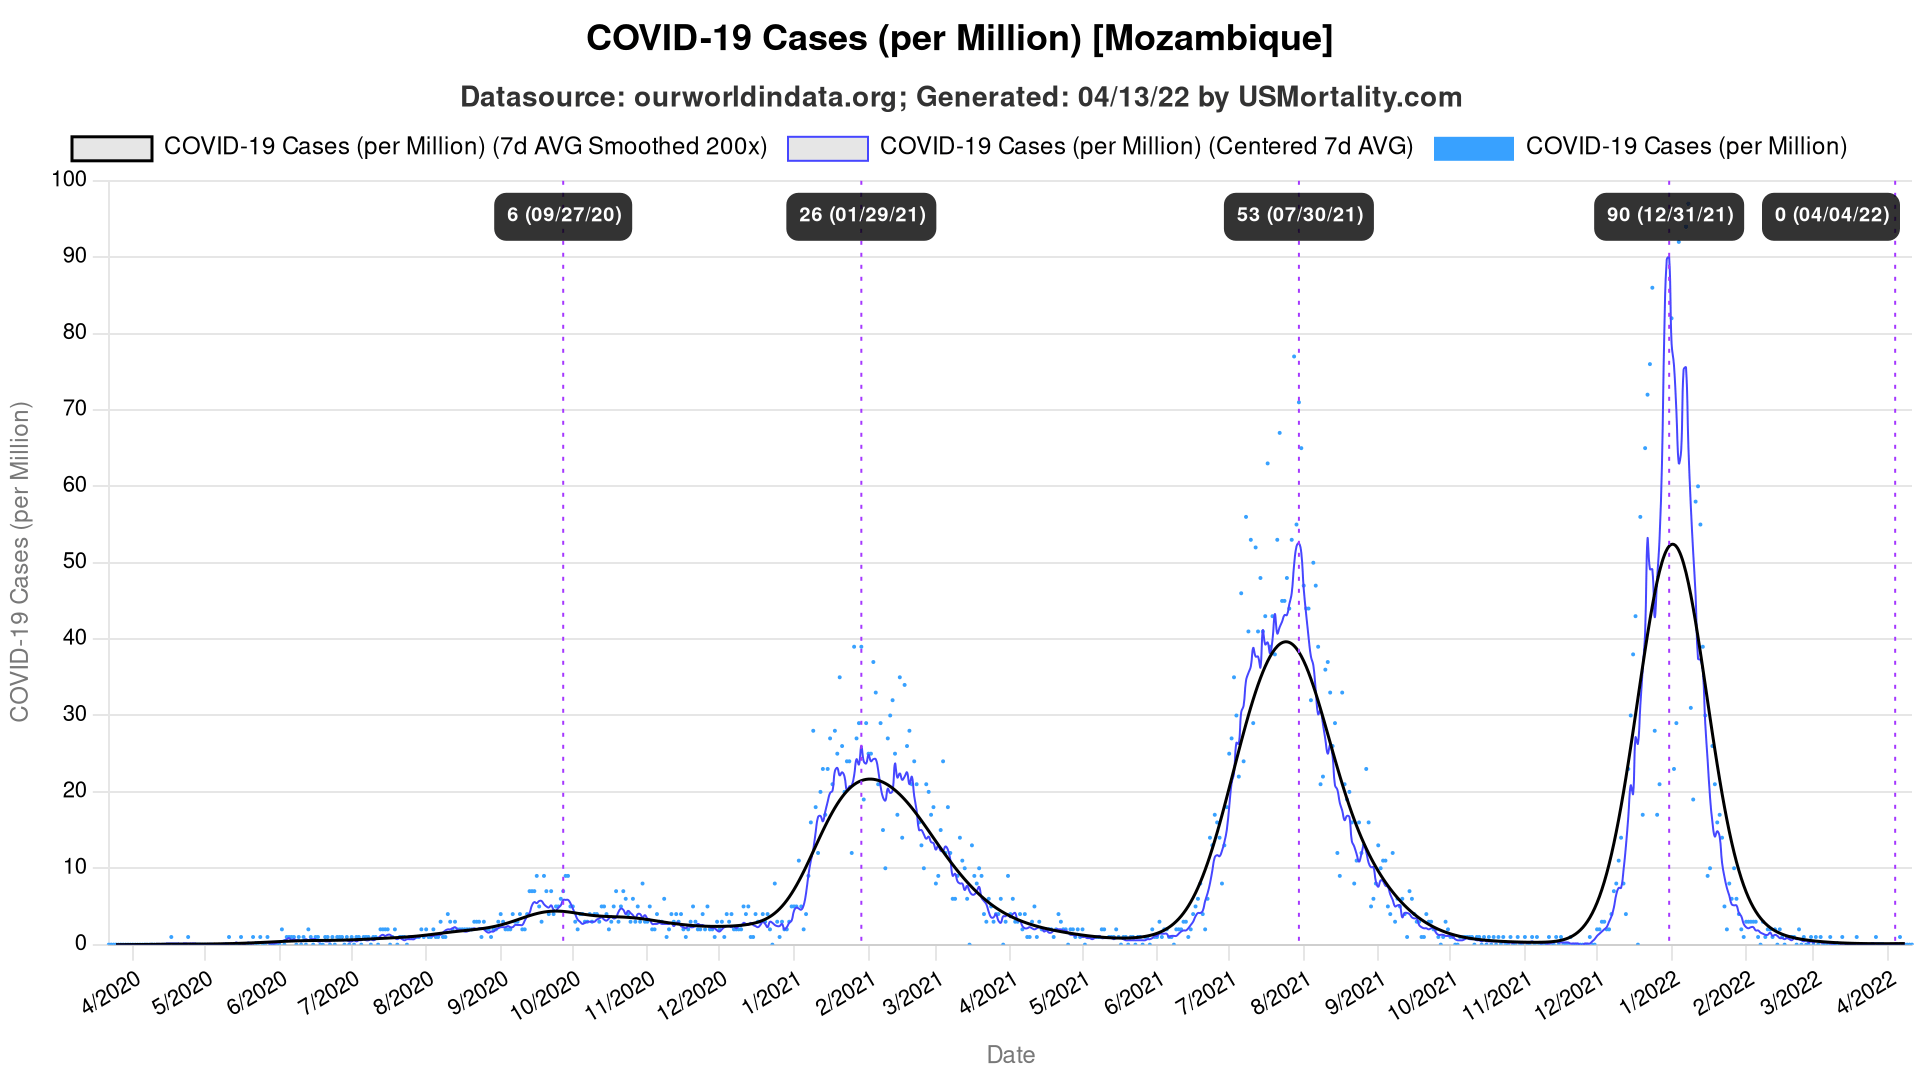 COVID-19 Cases (per Million) [Mozambique]
Datasource: ourworldindata.org; Generated: 04/13/22 by USMortality.com
COVID-19 Cases (per Million) (7d AVG Smoothed 200x) COVID-19 Cases (per Million) (Centered 7d AVG) COVID-19 Cases (per Million)
6 (09/27/20) 26 (01/29/21) 53 (07/30/21) 90 (12/31/21) 0 (04/04/22)
COVID-19 Cases (per Million)
100
90
80
70
60
50
40
30
20
10
0
4/2020 5/2020 6/2020 7/2020 8/2020 9/2020 10/2020 11/2020 12/2020 1/2021 2/2021 3/2021 4/2021 5/2021 6/2021 7/2021 8/2021 9/2021 10/2021 11/2021 12/2021 1/2022 2/2022 3/2022 4/2022
Date